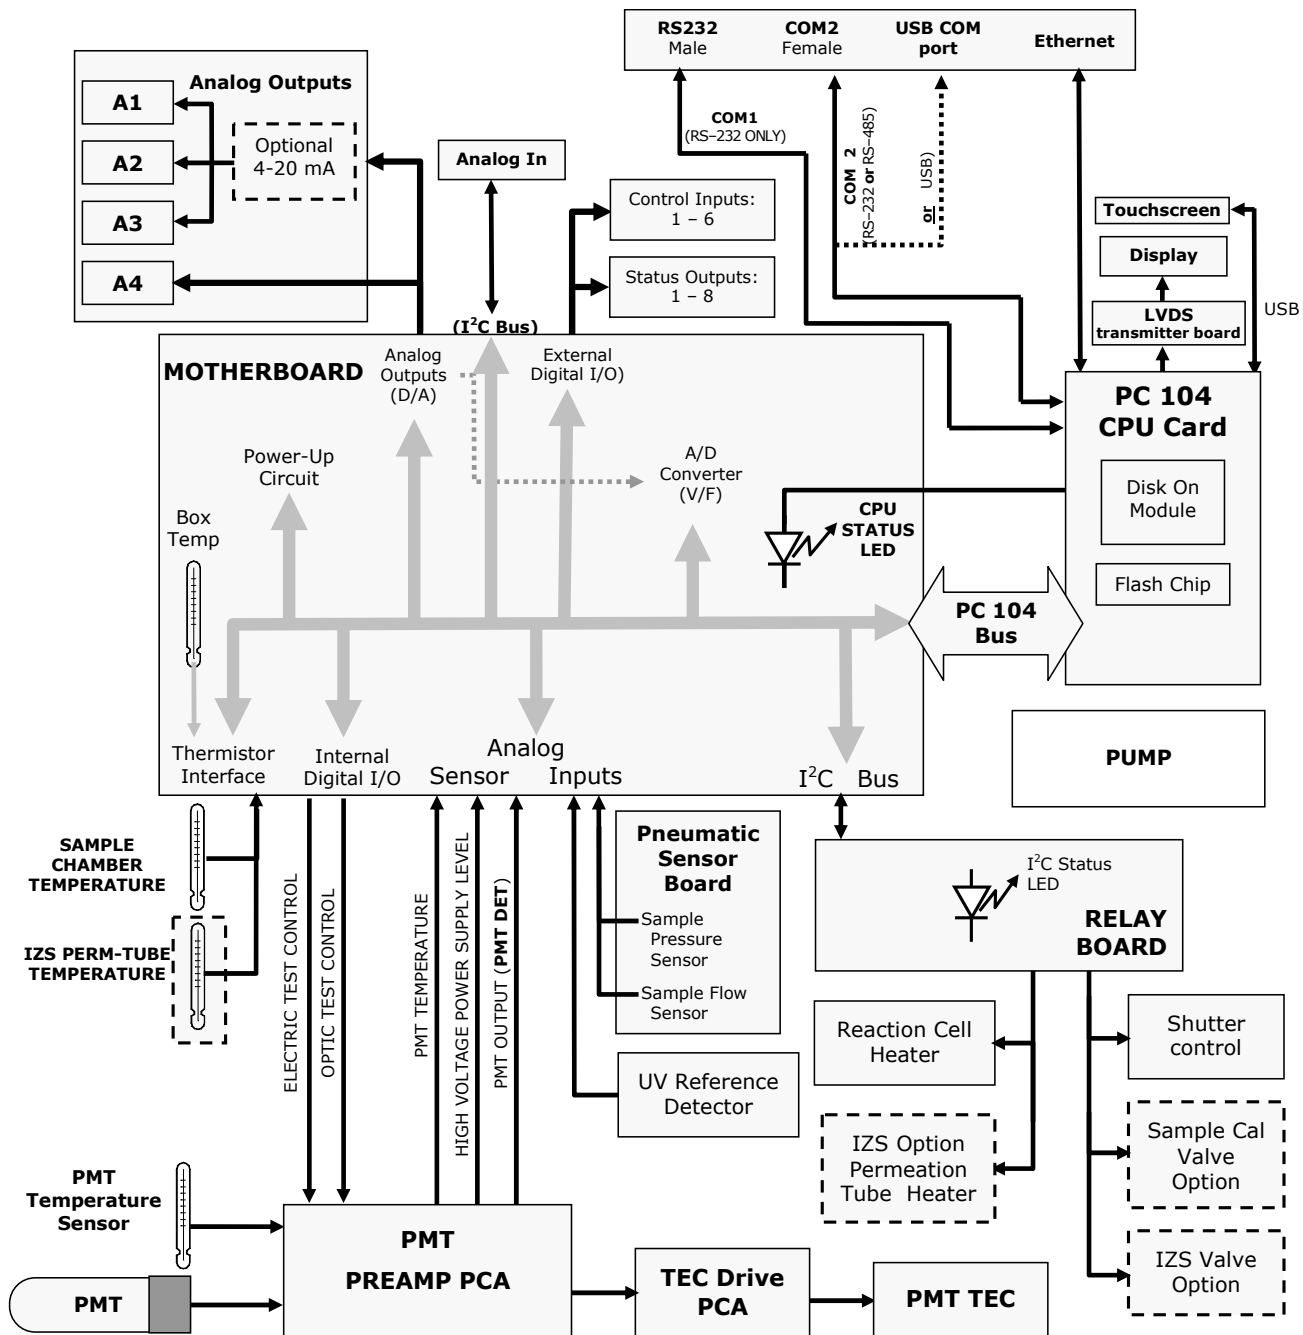 RS232
Male
COM2
Female
USB COM
port
Ethernet
Analog Outputs
A1
A2
A3
A4
Optional
4-20 mA
Analog In
COM1
(RS–232 ONLY)
COM 2
(RS–232 or RS–485)
or USB)
Control Inputs:
1 – 6
Status Outputs:
1 – 8
Touchscreen
Display
LVDS
transmitter board
USB
(I²C Bus)
MOTHERBOARD
Analog
Outputs
(D/A)
External
Digital I/O)
Power-Up
Circuit
A/D
Converter
(V/F)
Box
Temp
CPU
STATUS
LED
PC 104
CPU Card
Disk On
Module
Flash Chip
PC 104
Bus
Thermistor
Interface
Internal
Digital I/O
Analog
Sensor Inputs
I²C Bus
PUMP
SAMPLE
CHAMBER
TEMPERATURE
IZS PERM-TUBE
TEMPERATURE
ELECTRIC TEST CONTROL
OPTIC TEST CONTROL
PMT TEMPERATURE
HIGH VOLTAGE POWER SUPPLY LEVEL
PMT OUTPUT (PMT DET)
Pneumatic
Sensor
Board
Sample
Pressure
Sensor
Sample Flow
Sensor
UV Reference
Detector
I²C Status
LED
RELAY
BOARD
Reaction Cell
Heater
IZS Option
Permeation
Tube Heater
Shutter
control
Sample Cal
Valve
Option
IZS Valve
Option
PMT
Temperature
Sensor
PMT
PMT
PREAMP PCA
TEC Drive
PCA
PMT TEC